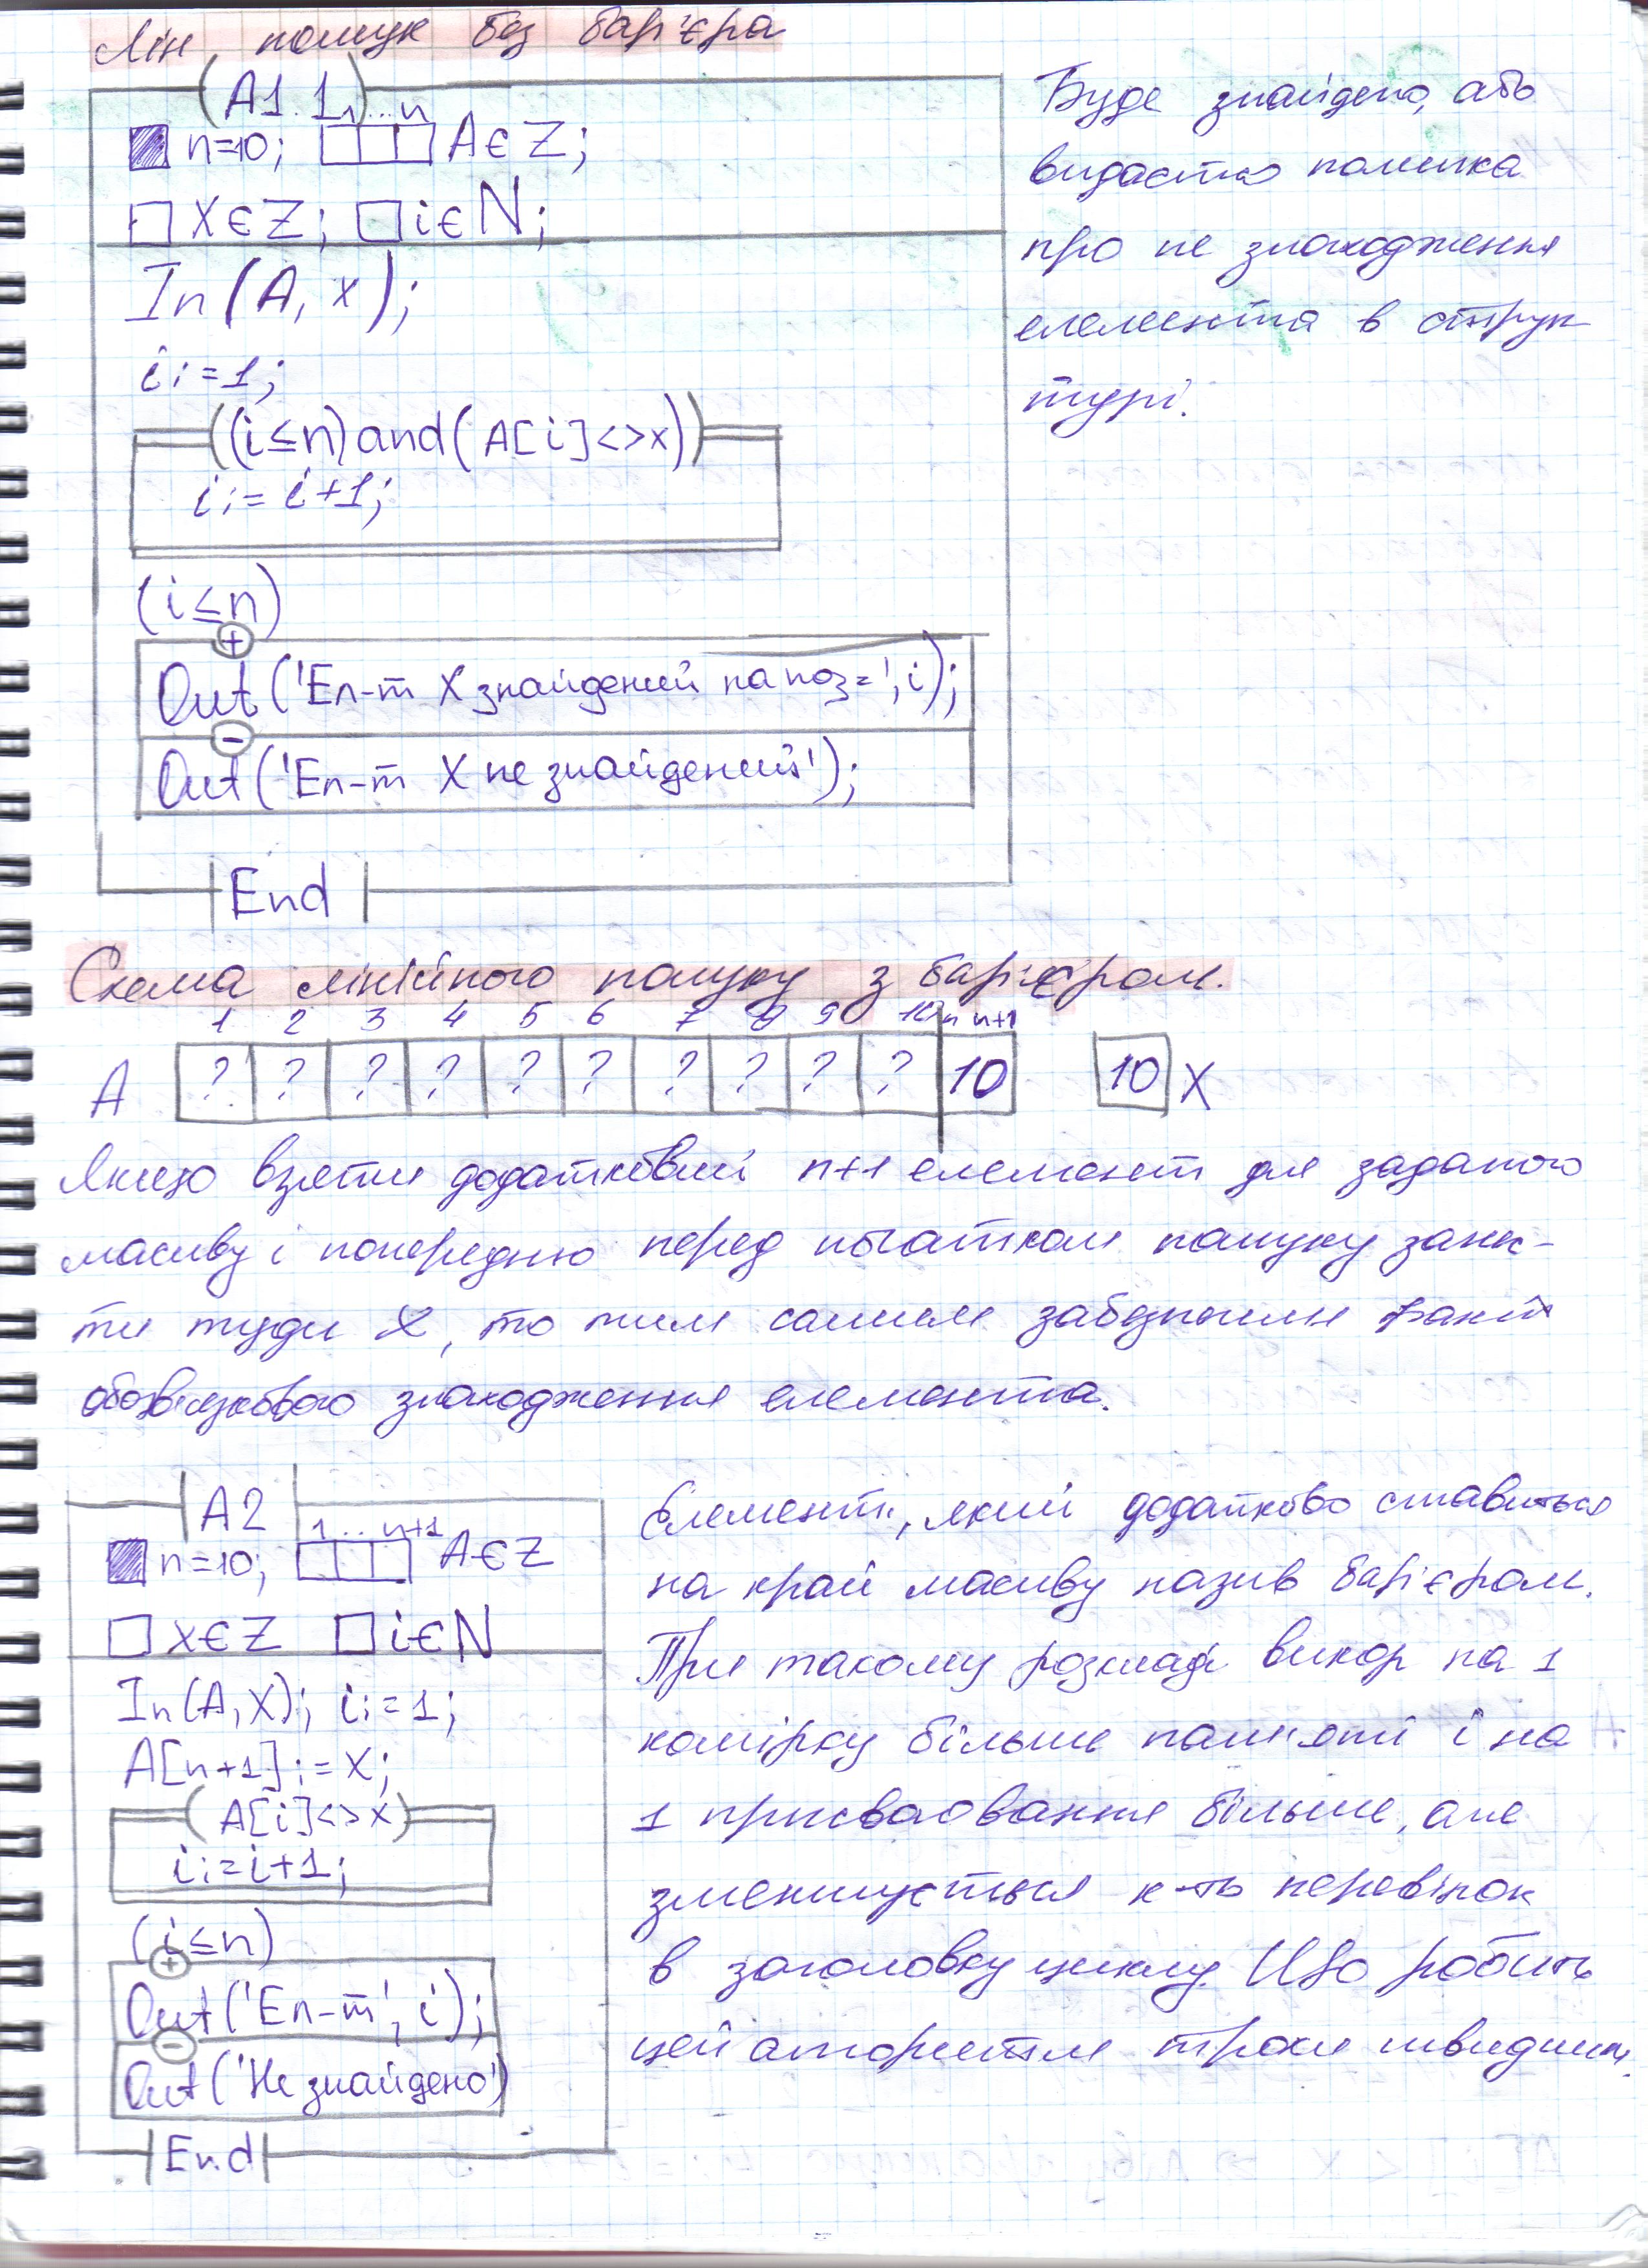 Лін. пошук без бар'єра
A1.
1 ... n
n=10; A∈Z;
X∈Z; i∈N;
In(A, x);
i:=1;
((i≤n)and(A[i]<>x))
i:=i+1;
(i≤n)
+
Out('Ел-т X знайдений на поз=', i);
-
Out('Ел-т X не знайдений');
End
Буде знайдено, або
видасться помилка
про не знаходження
елемента в струк
турі.
Схема лінійного пошуку з бар'єром.
1 2 3 4 5 6 7 8 9 10 n n+1
A ? ? ? ? ? ? ? ? ? ? 10 10 X
Якщо взяти додатковий n+1 елемент для заданого
масиву і попередньо перед початком пошуку занес-
ти туди X, то тим самим забезпечим факт
обов'язкового знаходження елемента.
A2
1 ... n+1
n=10; A∈Z
X∈Z i∈N
In(A,X); i:=1;
A[n+1]:=X;
(A[i]<>x)
i:=i+1;
(i≤n)
+
Out('Ел-т', i);
-
Out('Не знайдено')
End
Елемент, який додатково ставиться
на край масиву назив бар'єром.
При такому розкладі викор на 1
комірку більше пам'яті і на
1 присвоювання більше, але
зменшується к-ть перевірок
в заголовку циклу. Що робить
цей алгоритм трохи швидшим.